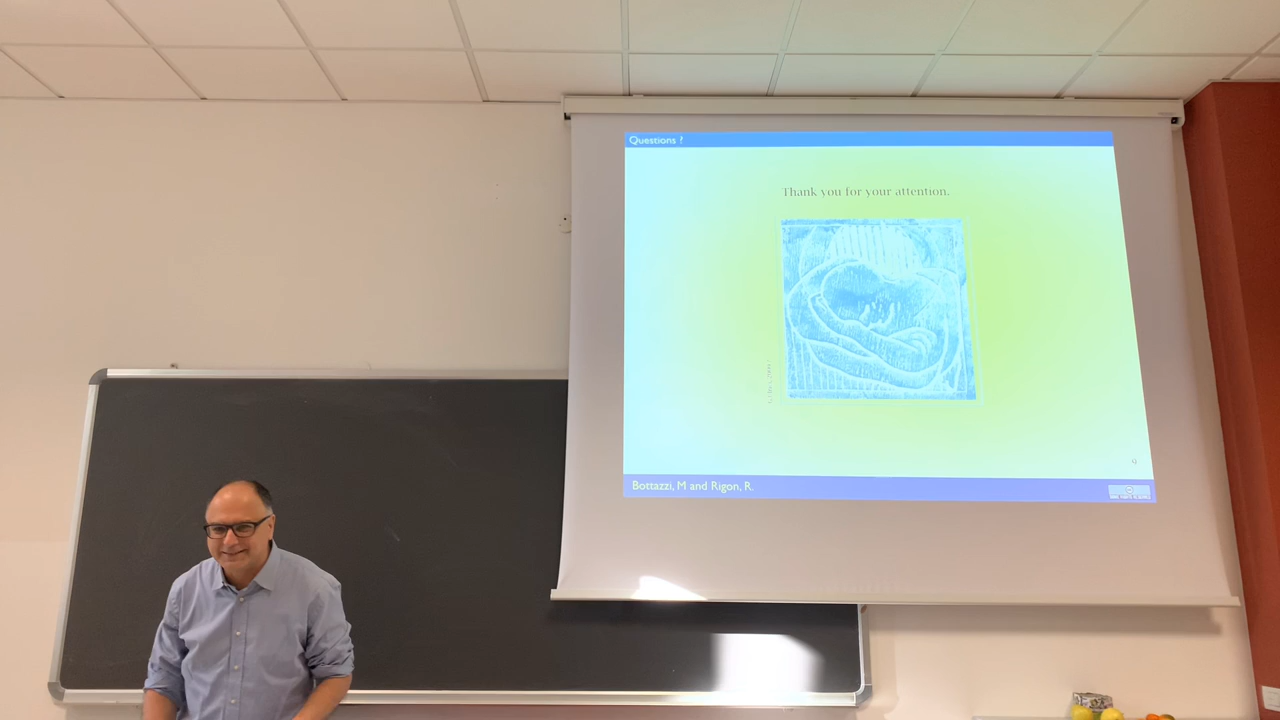 Questions ?
Thank you for your attention.
Bottazzi, M and Rigon, R.